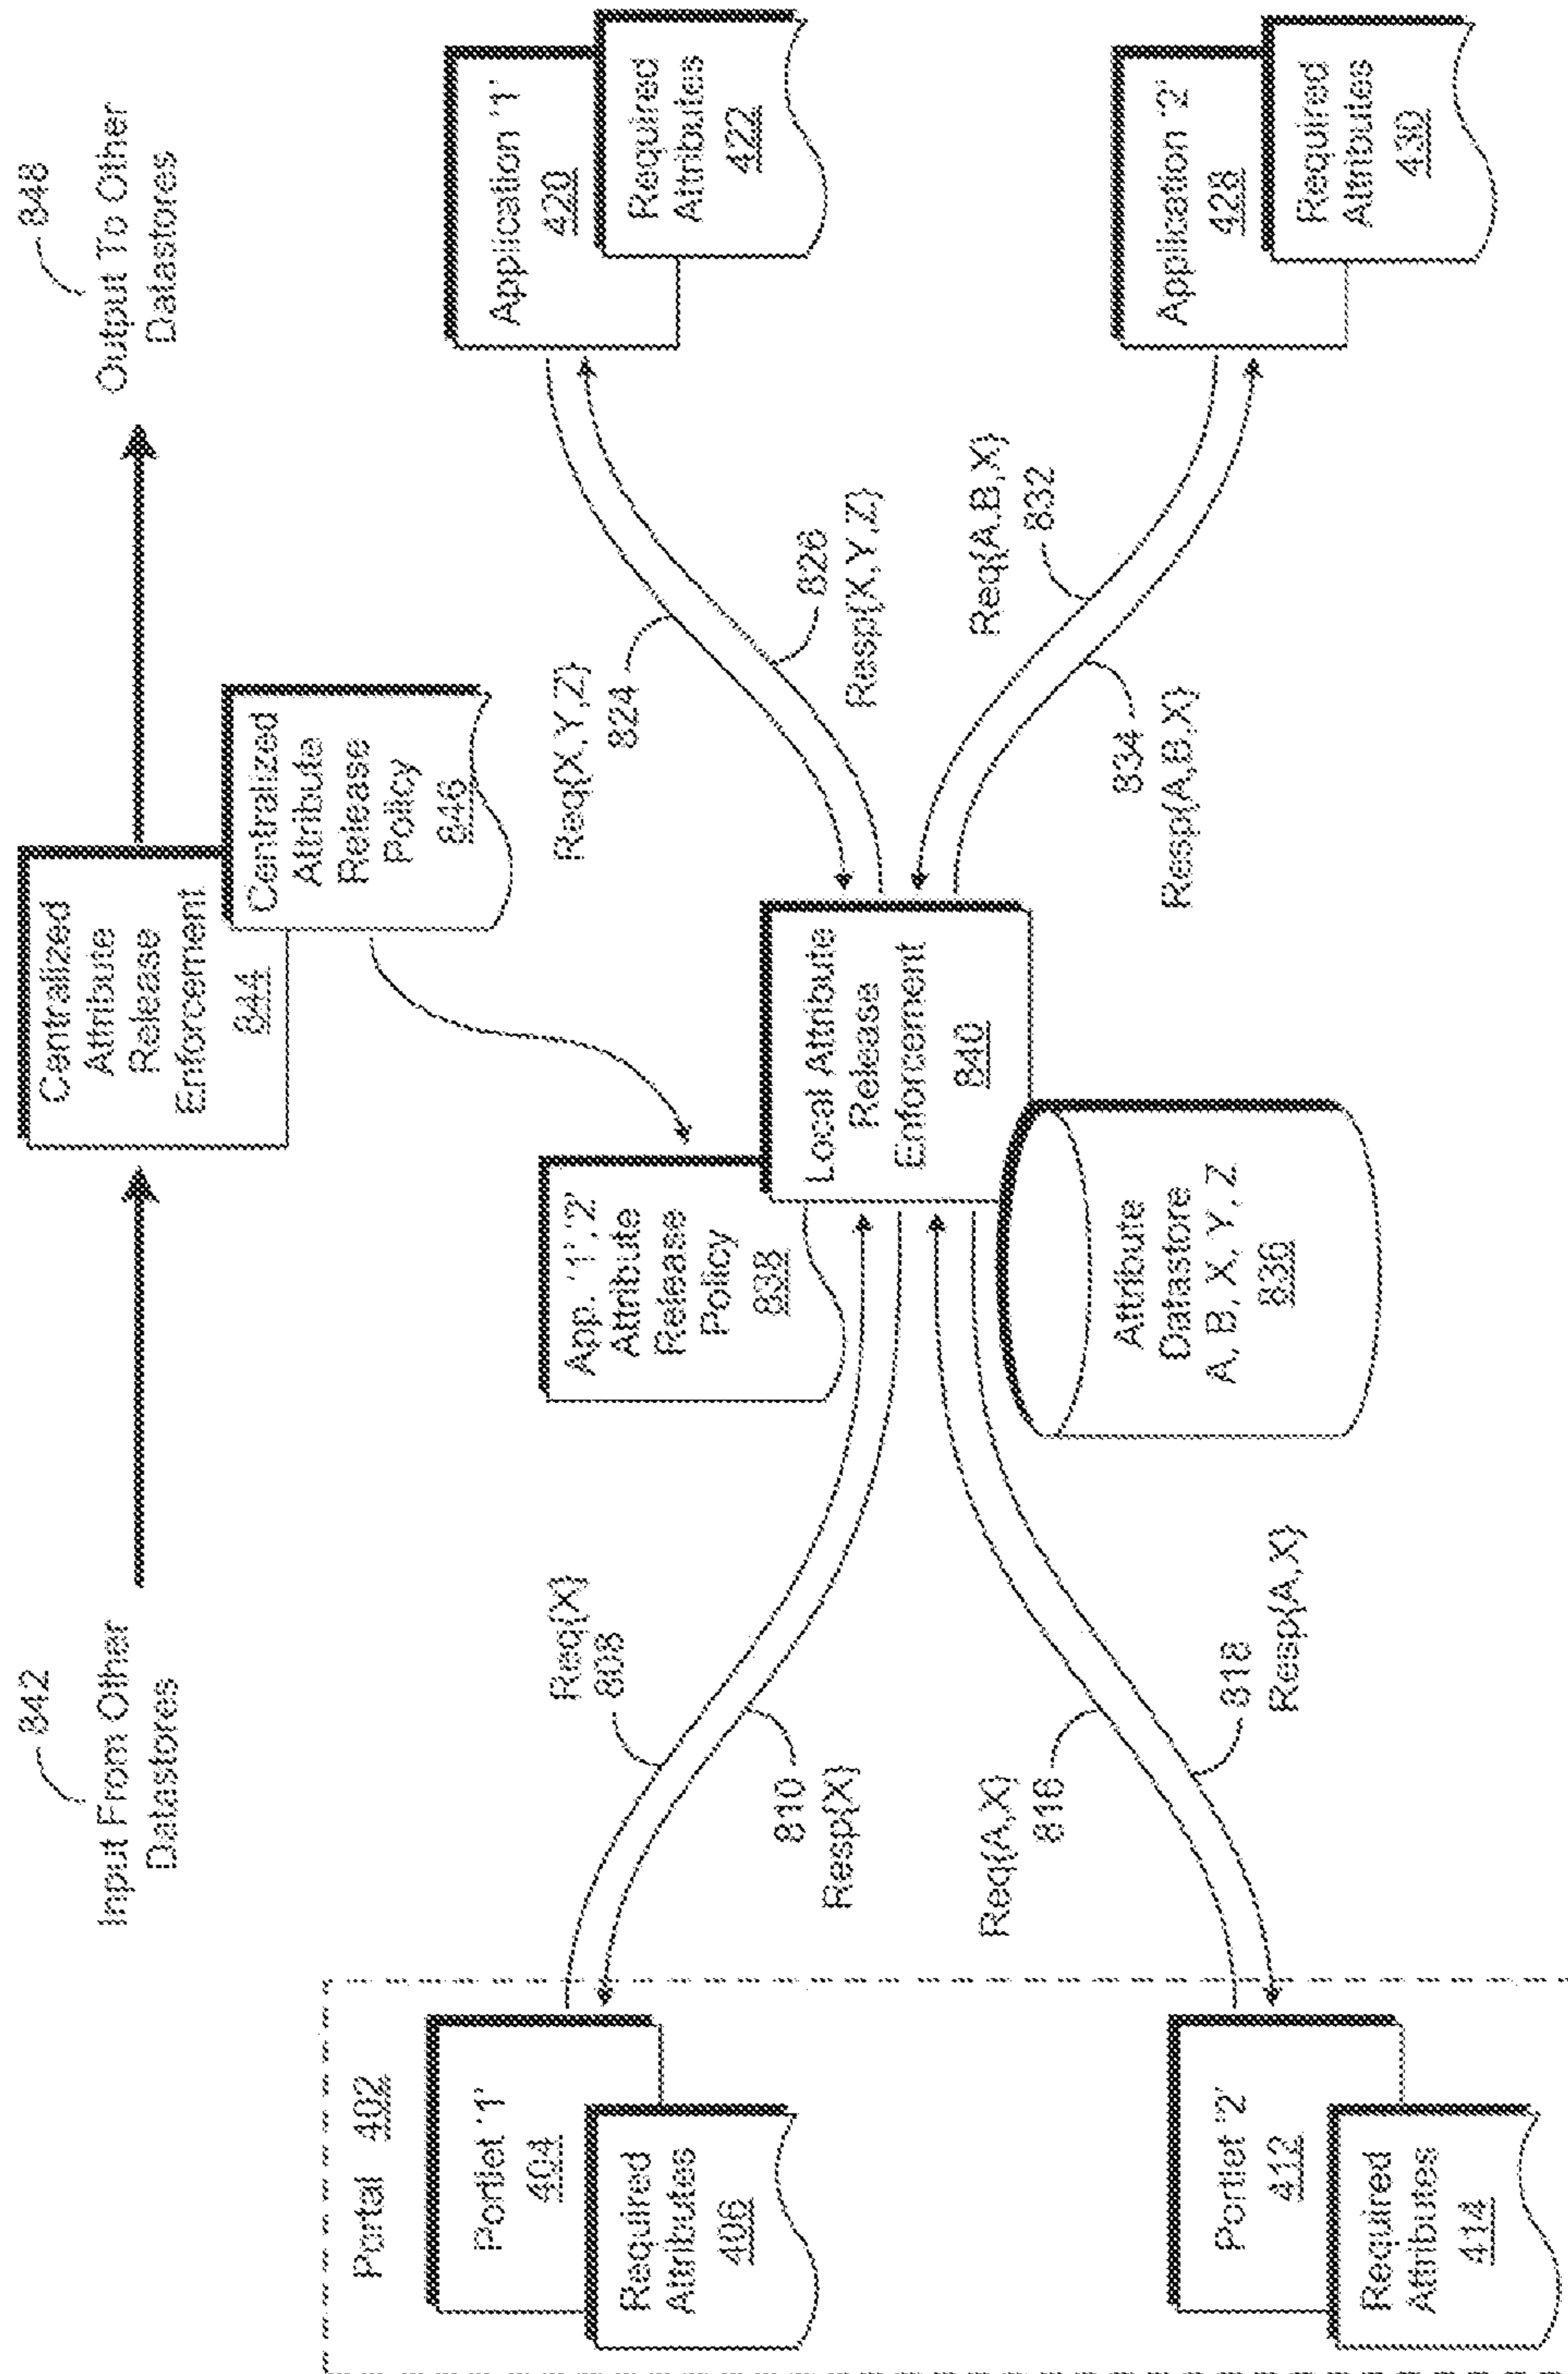 842
Input From Other
Datastores
Centralized
Attribute
Release
Enforcement
844
Centralized
Attribute
Release
Policy
846
848
Output To Other
Datastores
Portal 402
Portlet '1'
404
Required
Attributes
406
Req{X}
808
810
Resp{X}
App. '1','2'
Attribute
Release
Policy
838
Local Attribute
Release
Enforcement
840
Req{X,Y,Z}
824
826
Resp{X,Y,Z}
Application '1'
420
Required
Attributes
422
Portlet '2'
412
Required
Attributes
414
Req{A,X}
816
818
Resp{A,X}
Attribute
Datastore
A, B, X, Y, Z
836
Req{A,B,X}
832
834
Resp{A,B,X}
Application '2'
428
Required
Attributes
430